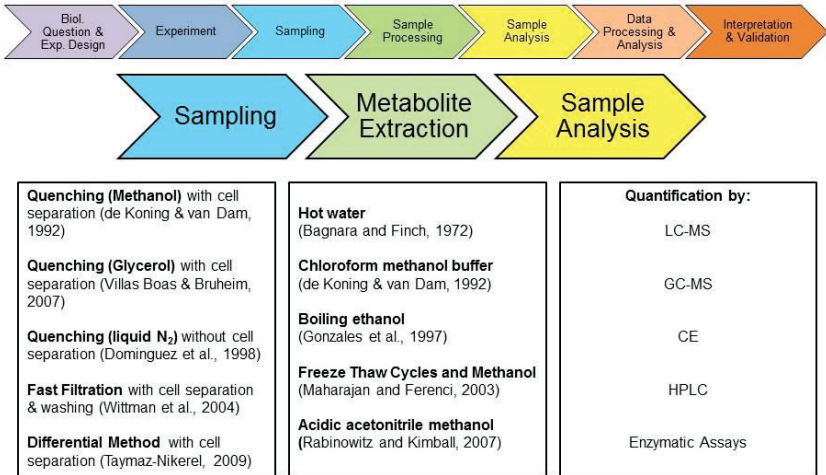 Biol.
Question &
Exp. Design
Experiment
Sampling
Sample
Processing
Sample
Analysis
Data
Processing &
Analysis
Interpretation
& Validation
Sampling
Metabolite
Extraction
Sample
Analysis
Quenching (Methanol) with cell
separation (de Koning & van Dam,
1992)
Quenching (Glycerol) with cell
separation (Villas Boas & Bruheim,
2007)
Quenching (liquid N₂) without cell
separation (Dominguez et al., 1998)
Fast Filtration with cell separation
& washing (Wittman et al., 2004)
Differential Method with cell
separation (Taymaz-Nikerel, 2009)
Hot water
(Bagnara and Finch, 1972)
Chloroform methanol buffer
(de Koning & van Dam, 1992)
Boiling ethanol
(Gonzales et al., 1997)
Freeze Thaw Cycles and Methanol
(Maharajan and Ferenci, 2003)
Acidic acetonitrile methanol
(Rabinowitz and Kimball, 2007)
Quantification by:
LC-MS
GC-MS
CE
HPLC
Enzymatic Assays